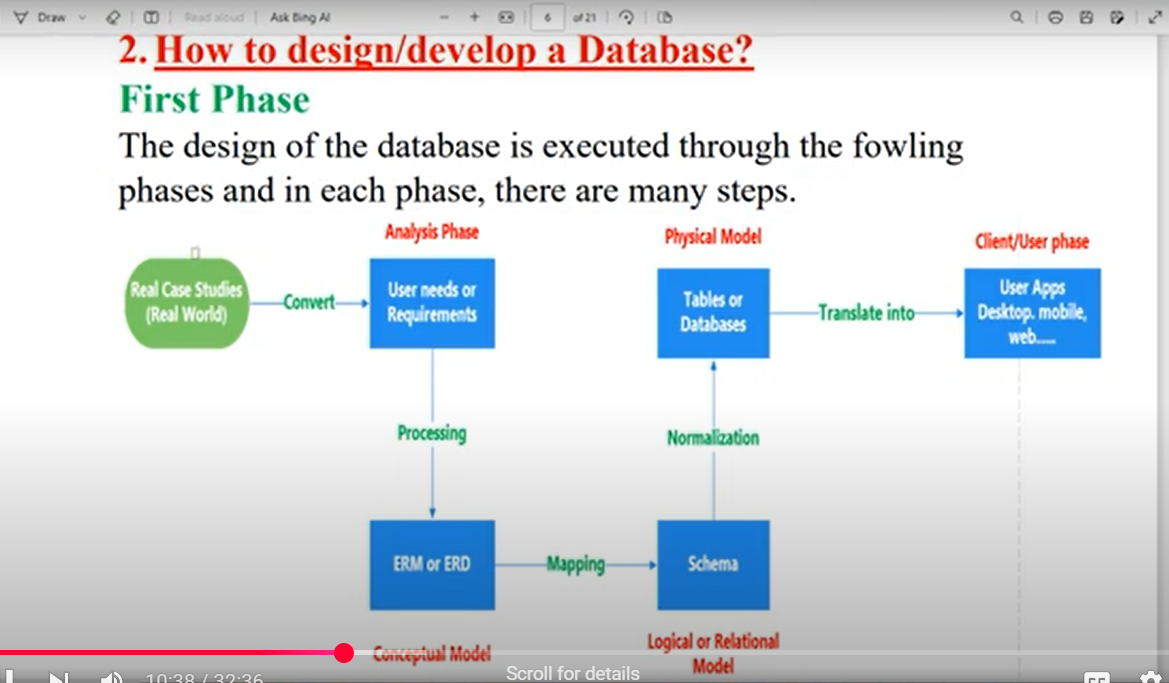 Draw
Read aloud
Ask Bing AI
6
of 21
2. How to design/develop a Database?
First Phase
The design of the database is executed through the fowling
phases and in each phase, there are many steps.
Analysis Phase
Physical Model
Client/User phase
Real Case Studies
(Real World)
Convert
User needs or
Requirements
Tables or
Databases
Translate into
User Apps
Desktop. mobile,
web.....
Processing
Normalization
ERM or ERD
Mapping
Schema
Conceptual Model
Logical or Relational
Model
Scroll for details
10:38 / 32:36
CC